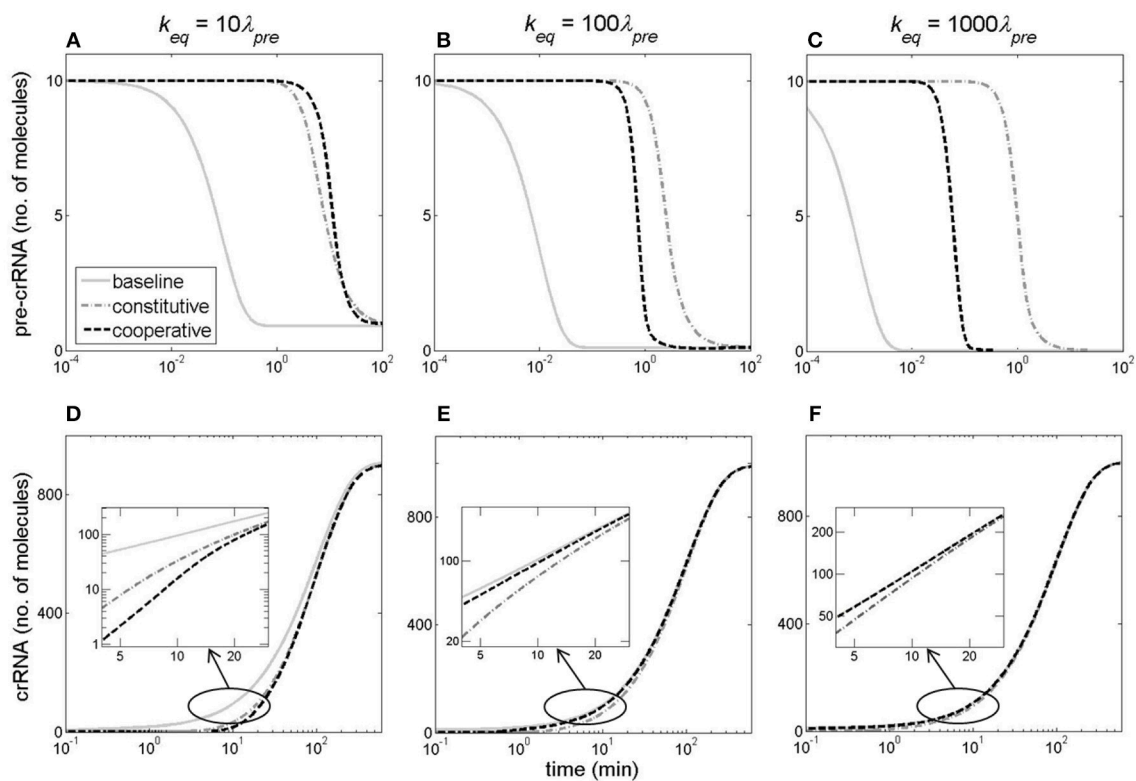 A k_eq = 10λ_pre B k_eq = 100λ_pre C k_eq = 1000λ_pre
pre-crRNA (no. of molecules)
10
5
0
baseline
constitutive
cooperative
10^-4 10^-2 10^0 10^2
10
5
0
10^-4 10^-2 10^0 10^2
10
5
0
10^-4 10^-2 10^0 10^2
D E F
crRNA (no. of molecules)
800
400
0
100
10
1
5 10 20
10^-1 10^0 10^1 10^2
800
400
0
100
20
5 10 20
10^-1 10^0 10^1 10^2
800
400
0
200
100
50
5 10 20
10^-1 10^0 10^1 10^2
time (min)